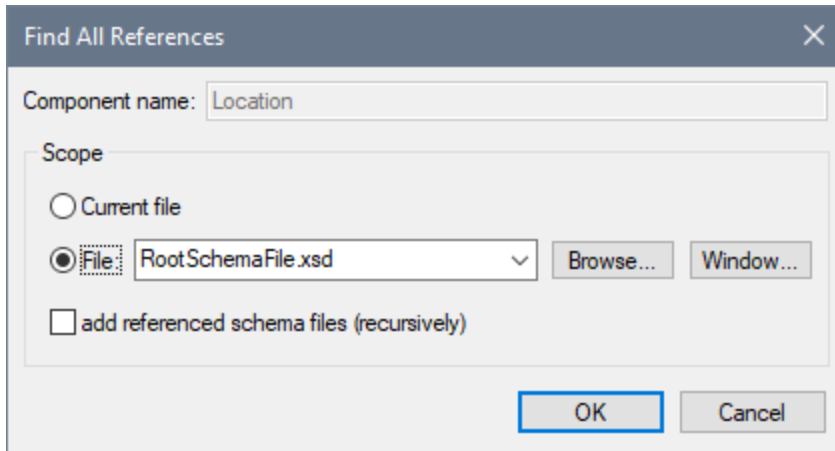 Find All References
Component name: Location
Scope
Current file
File: RootSchemaFile.xsd Browse... Window...
add referenced schema files (recursively)
OK Cancel